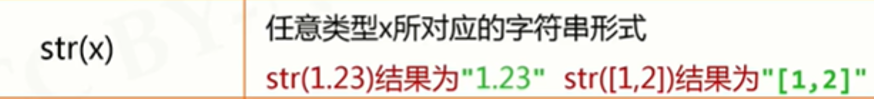 str(x)
任意类型x所对应的字符串形式
str(1.23)结果为"1.23" str([1,2])结果为"[1,2]"